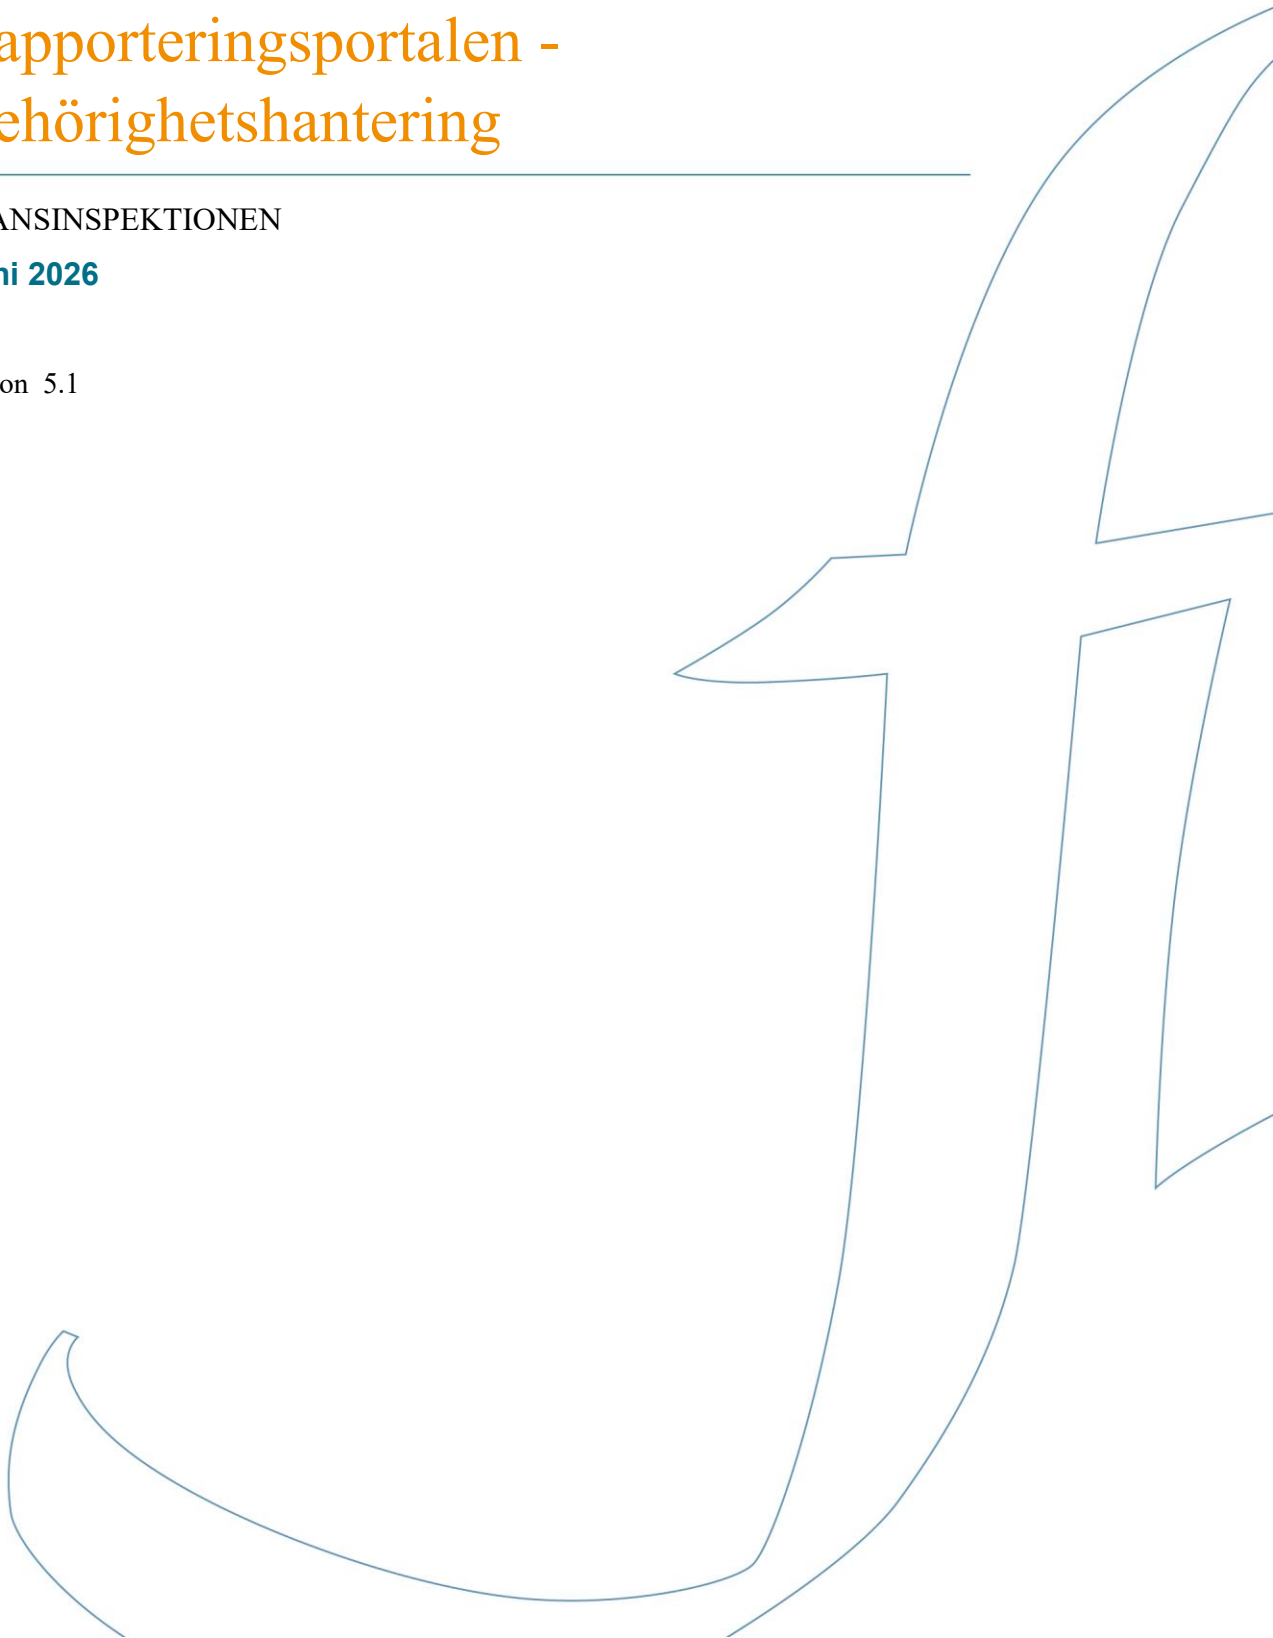 apporteringsportalen -
ehörighetshantering
ANSINSPEKTIONEN
ni 2026
on 5.1